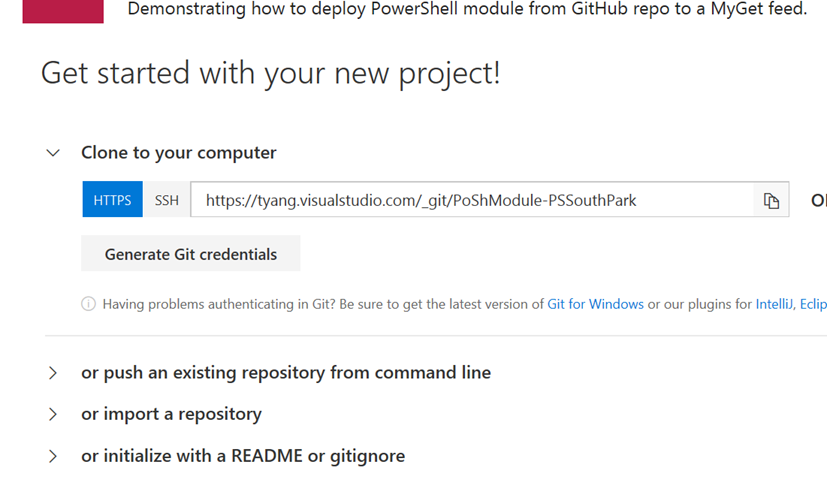 Demonstrating how to deploy PowerShell module from GitHub repo to a MyGet feed.
Get started with your new project!
Clone to your computer
HTTPS SSH https://tyang.visualstudio.com/_git/PoShModule-PSSouthPark
Generate Git credentials
Having problems authenticating in Git? Be sure to get the latest version of Git for Windows or our plugins for IntelliJ, Eclip
or push an existing repository from command line
or import a repository
or initialize with a README or gitignore